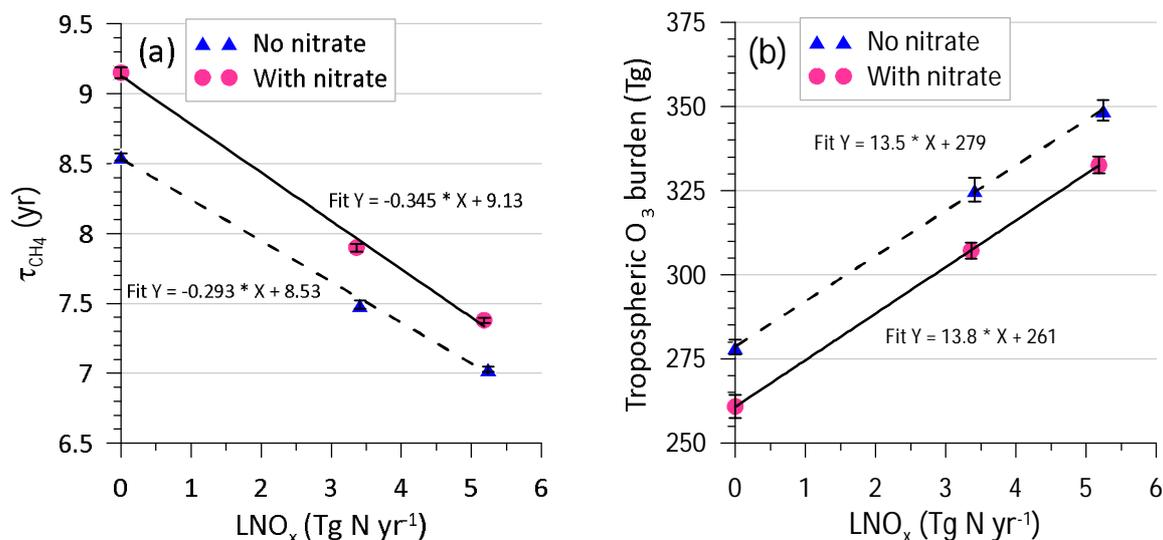 (a)
No nitrate
With nitrate
9.5
9
8.5
8
7.5
7
6.5
τCH4 (yr)
Fit Y = -0.345 * X + 9.13
Fit Y = -0.293 * X + 8.53
0 1 2 3 4 5 6
LNOx (Tg N yr-1)
(b)
No nitrate
With nitrate
375
350
325
300
275
250
Tropospheric O3 burden (Tg)
Fit Y = 13.5 * X + 279
Fit Y = 13.8 * X + 261
0 1 2 3 4 5 6
LNOx (Tg N yr-1)